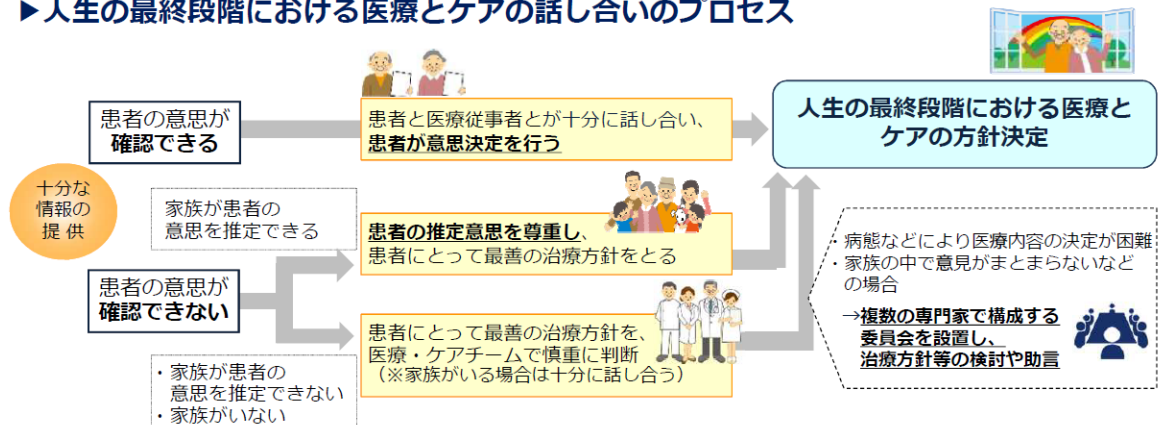 ▶人生の最終段階における医療とケアの話し合いのプロセス
十分な
情報の
提 供
患者の意思が
確認できる
患者と医療従事者とが十分に話し合い、
患者が意思決定を行う
人生の最終段階における医療と
ケアの方針決定
家族が患者の
意思を推定できる
患者の推定意思を尊重し、
患者にとって最善の治療方針をとる
患者の意思が
確認できない
・家族が患者の
意思を推定できない
・家族がいない
患者にとって最善の治療方針を、
医療・ケアチームで慎重に判断
（※家族がいる場合は十分に話し合う）
・病態などにより医療内容の決定が困難
・家族の中で意見がまとまらないなど
の場合
→複数の専門家で構成する
委員会を設置し、
治療方針等の検討や助言